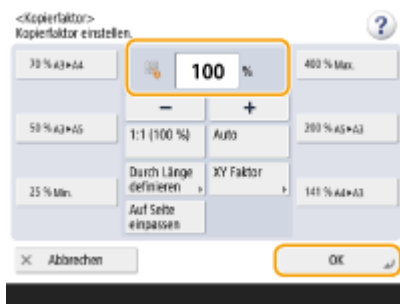 <Kopierfaktor>
Kopierfaktor einstellen.
?
70 % A3►A4
100 %
400 % Max.
− +
50 % A3►A5
1:1 (100 %)
Auto
200 % A5►A3
Durch Länge
definieren
XY Faktor
25 % Min.
141 % A4►A3
Auf Seite
einpassen
× Abbrechen
OK